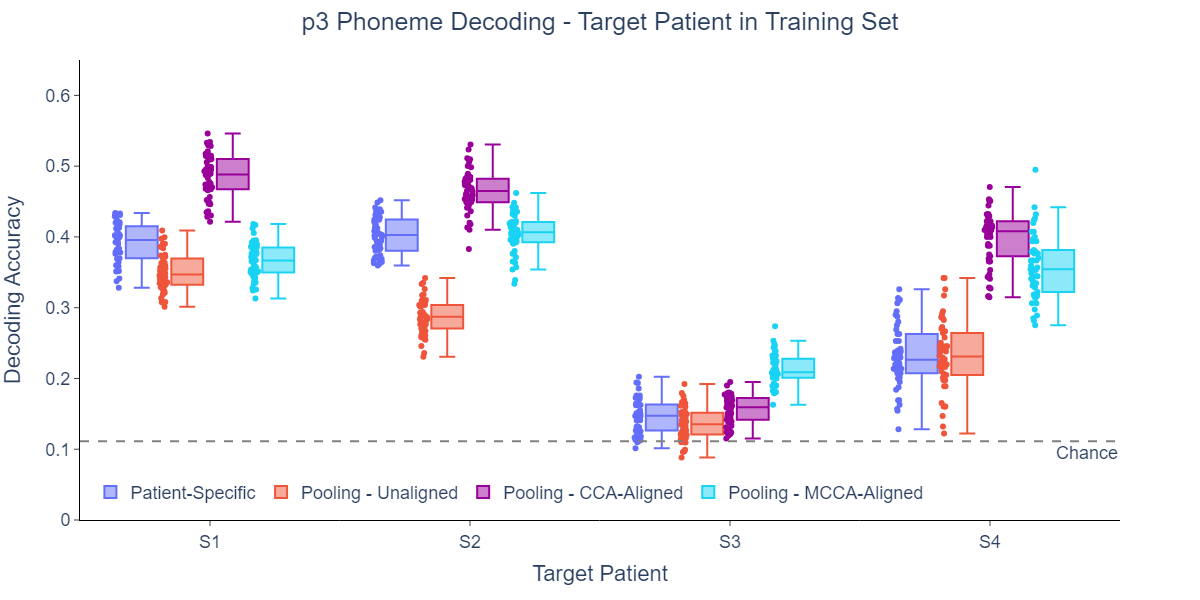 p3 Phoneme Decoding - Target Patient in Training Set
Decoding Accuracy
0.6
0.5
0.4
0.3
0.2
0.1
0
Chance
Patient-Specific
Pooling - Unaligned
Pooling - CCA-Aligned
Pooling - MCCA-Aligned
S1
S2
S3
S4
Target Patient